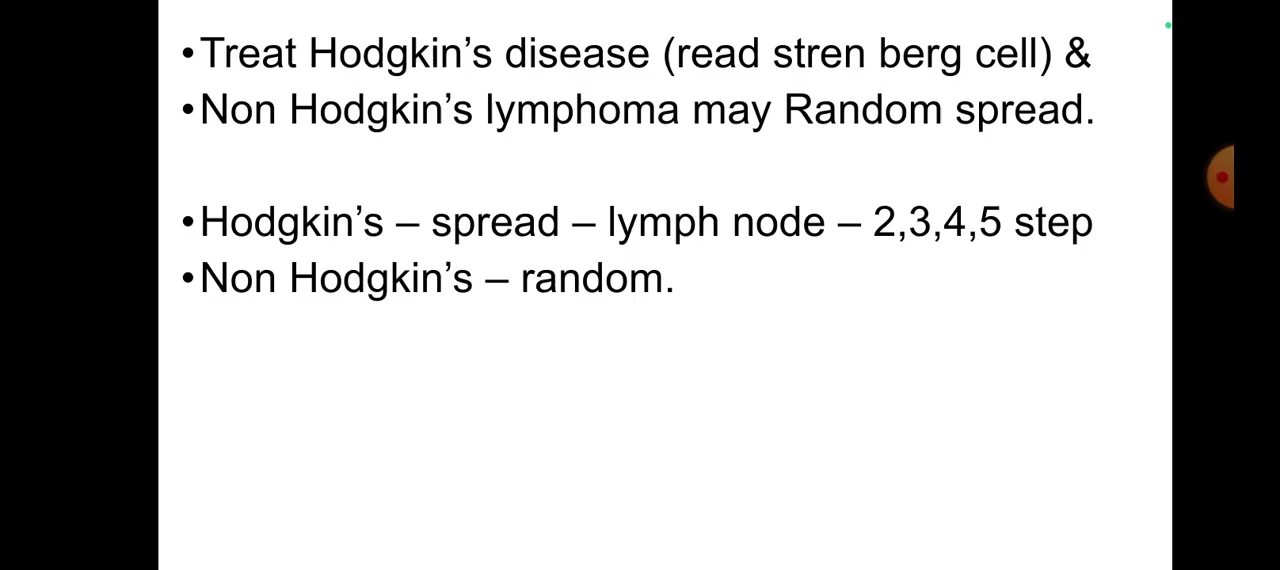 •Treat Hodgkin’s disease (read stren berg cell) &
•Non Hodgkin’s lymphoma may Random spread.
•Hodgkin’s – spread – lymph node – 2,3,4,5 step
•Non Hodgkin’s – random.